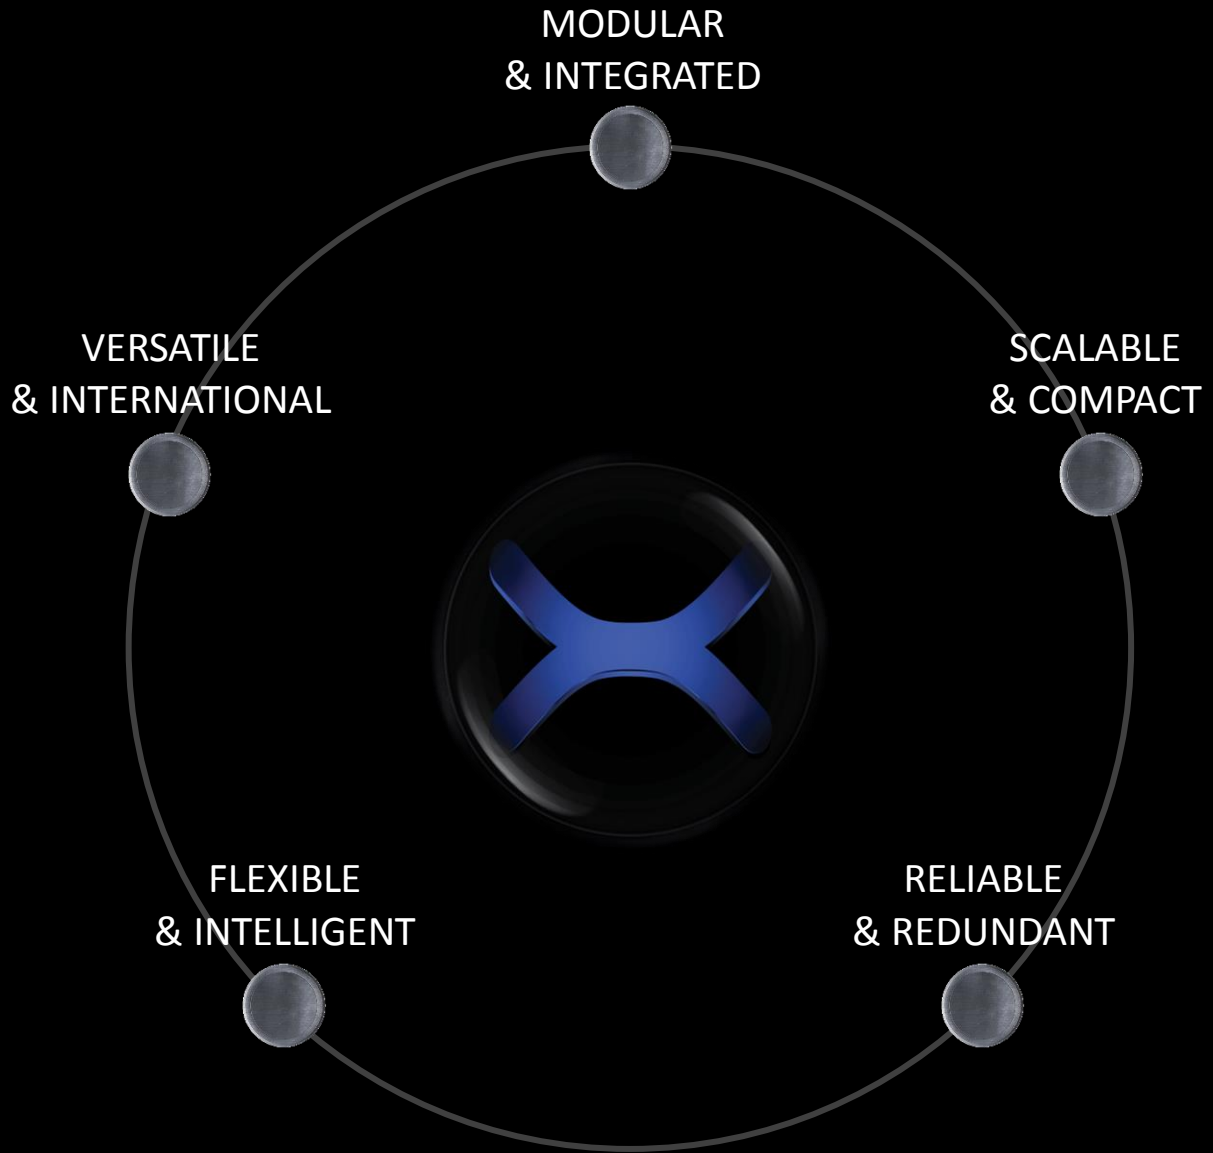 MODULAR
& INTEGRATED
VERSATILE
& INTERNATIONAL
SCALABLE
& COMPACT
FLEXIBLE
& INTELLIGENT
RELIABLE
& REDUNDANT